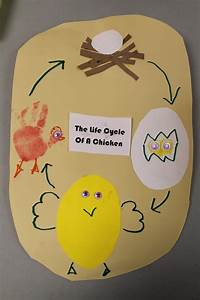 The Life Cycle
Of A Chicken